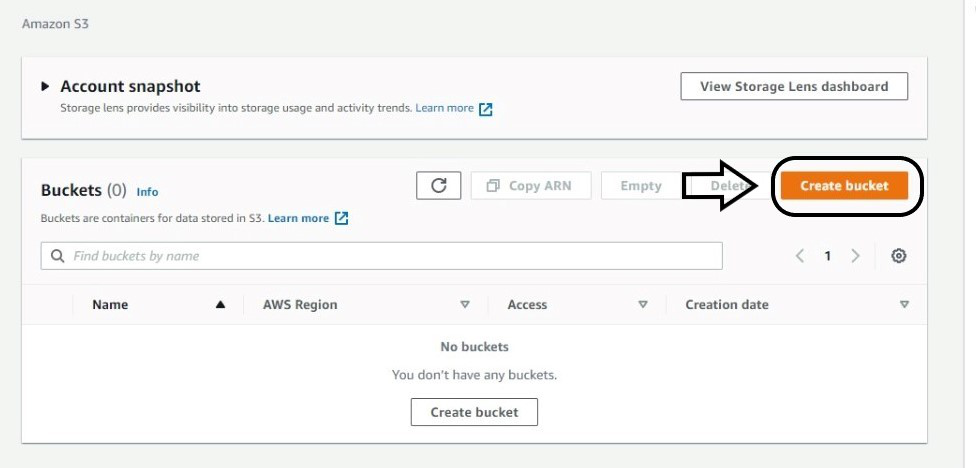 Amazon S3
Account snapshot
View Storage Lens dashboard
Storage lens provides visibility into storage usage and activity trends. Learn more
Buckets (0) Info
Copy ARN
Empty
Create bucket
Buckets are containers for data stored in S3. Learn more
Find buckets by name
1
Name
AWS Region
Access
Creation date
No buckets
You don't have any buckets.
Create bucket